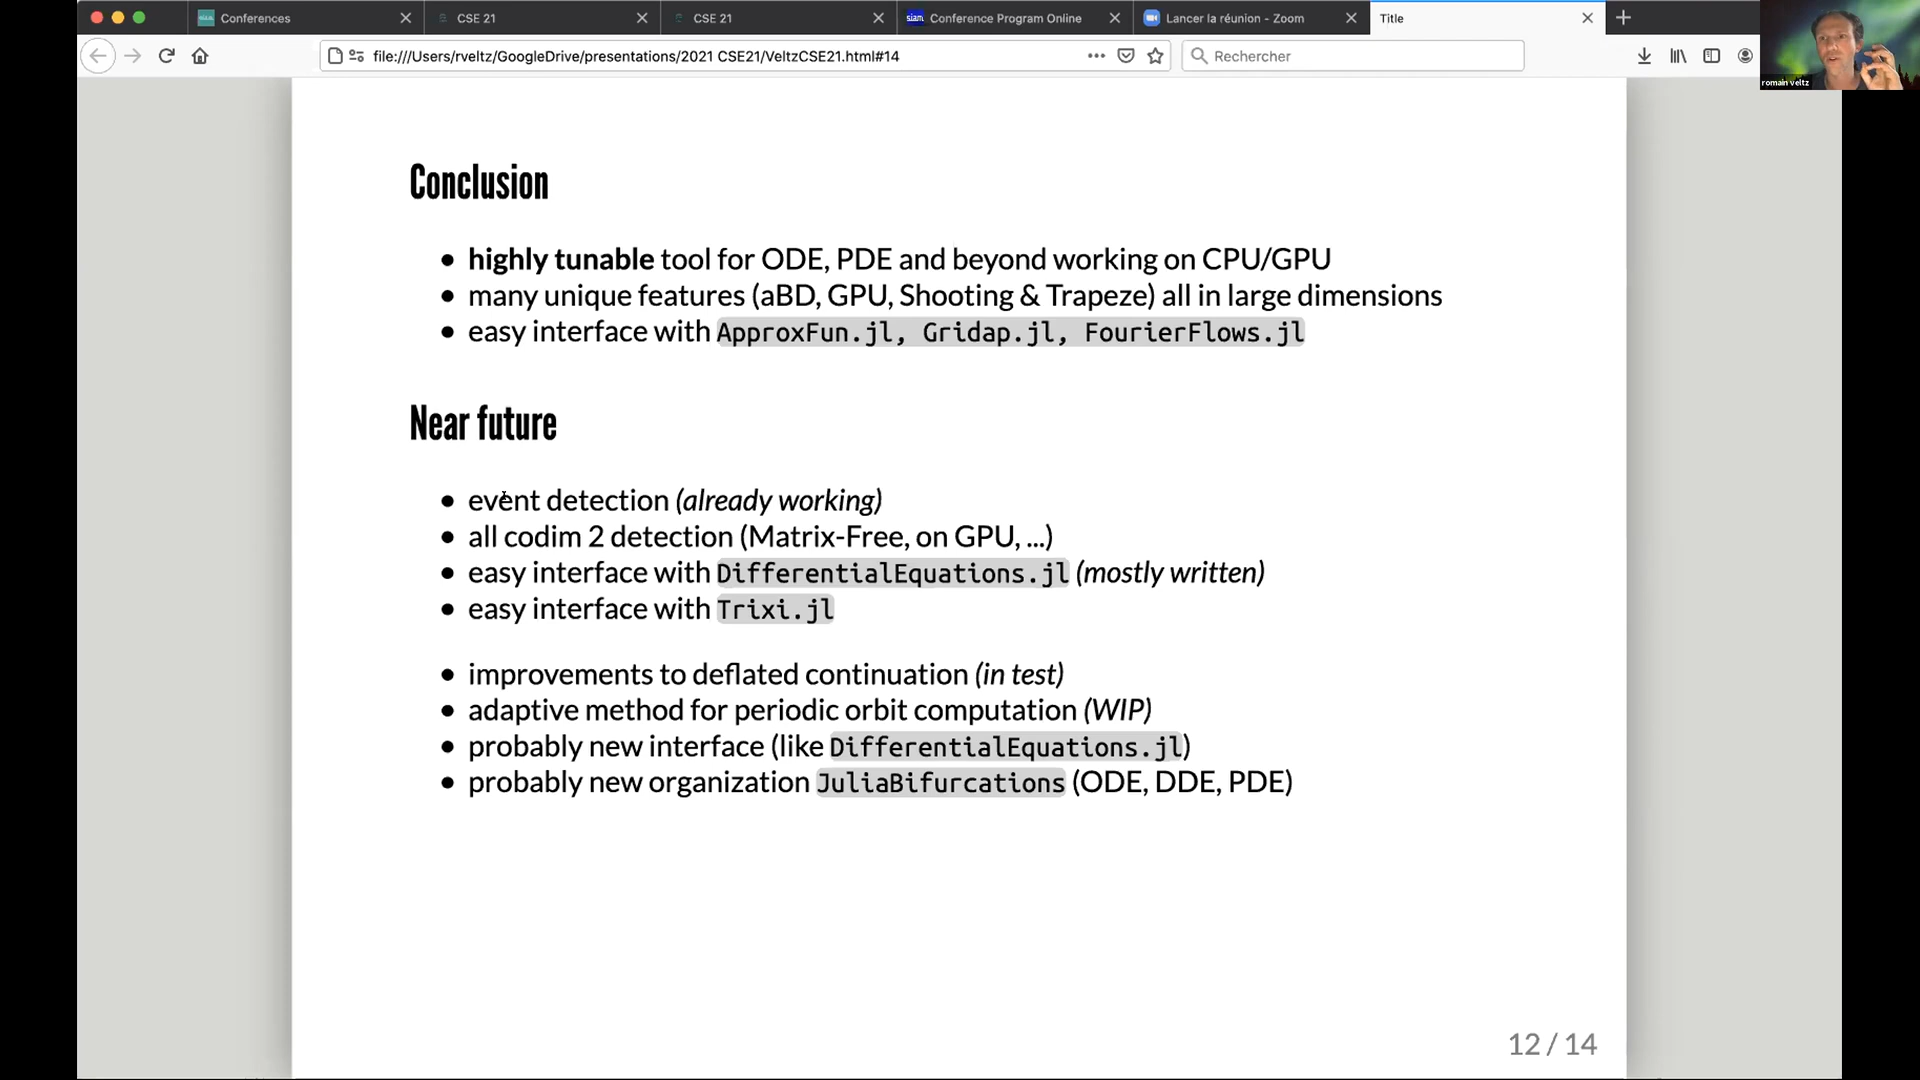 Conferences
CSE 21
CSE 21
siam Conference Program Online
Lancer la réunion - Zoom
Title
file:///Users/rveltz/GoogleDrive/presentations/2021 CSE21/VeltzCSE21.html#14
Rechercher
romain veltz
Conclusion
• highly tunable tool for ODE, PDE and beyond working on CPU/GPU
• many unique features (aBD, GPU, Shooting & Trapeze) all in large dimensions
• easy interface with ApproxFun.jl, Gridap.jl, FourierFlows.jl
Near future
• event detection (already working)
• all codim 2 detection (Matrix-Free, on GPU, ...)
• easy interface with DifferentialEquations.jl (mostly written)
• easy interface with Trixi.jl
• improvements to deflated continuation (in test)
• adaptive method for periodic orbit computation (WIP)
• probably new interface (like DifferentialEquations.jl)
• probably new organization JuliaBifurcations (ODE, DDE, PDE)
12 / 14